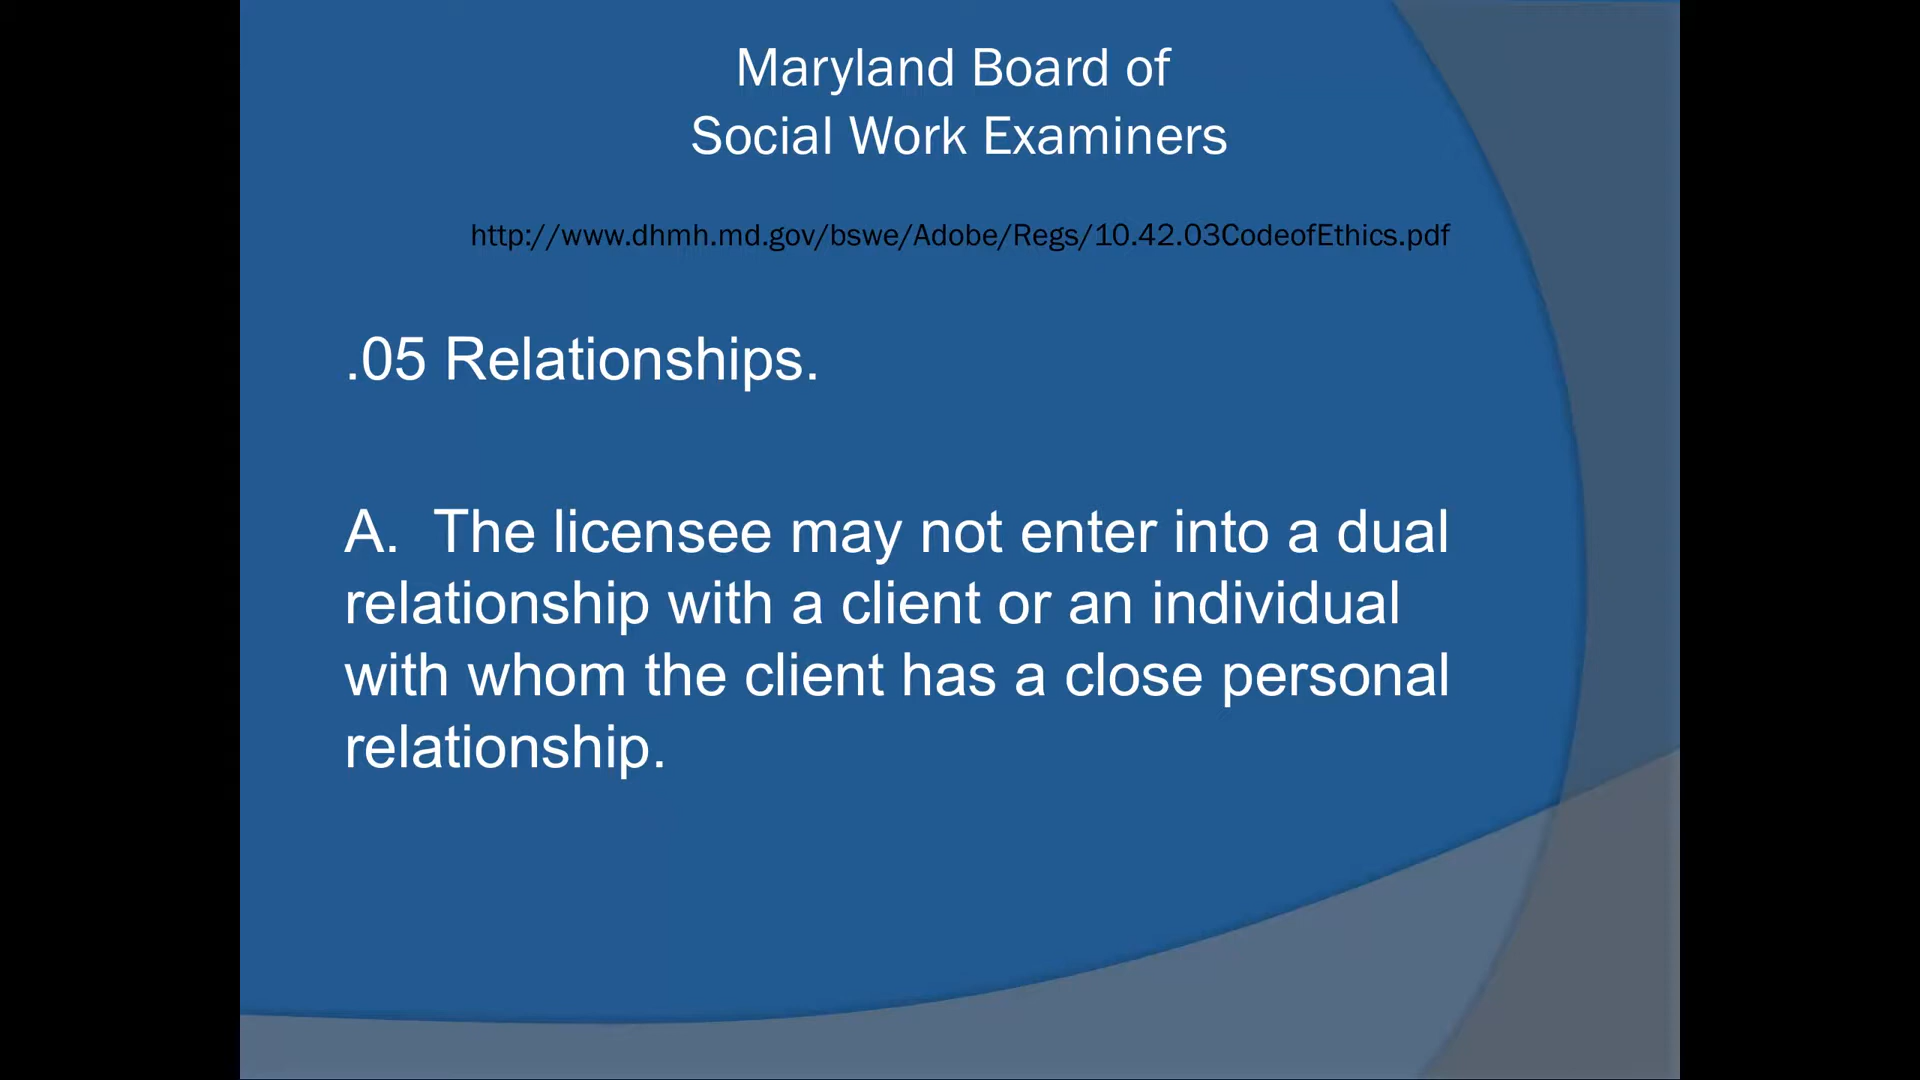 Maryland Board of
Social Work Examiners
http://www.dhmh.md.gov/bswe/Adobe/Regs/10.42.03CodeofEthics.pdf
.05 Relationships.
A. The licensee may not enter into a dual
relationship with a client or an individual
with whom the client has a close personal
relationship.